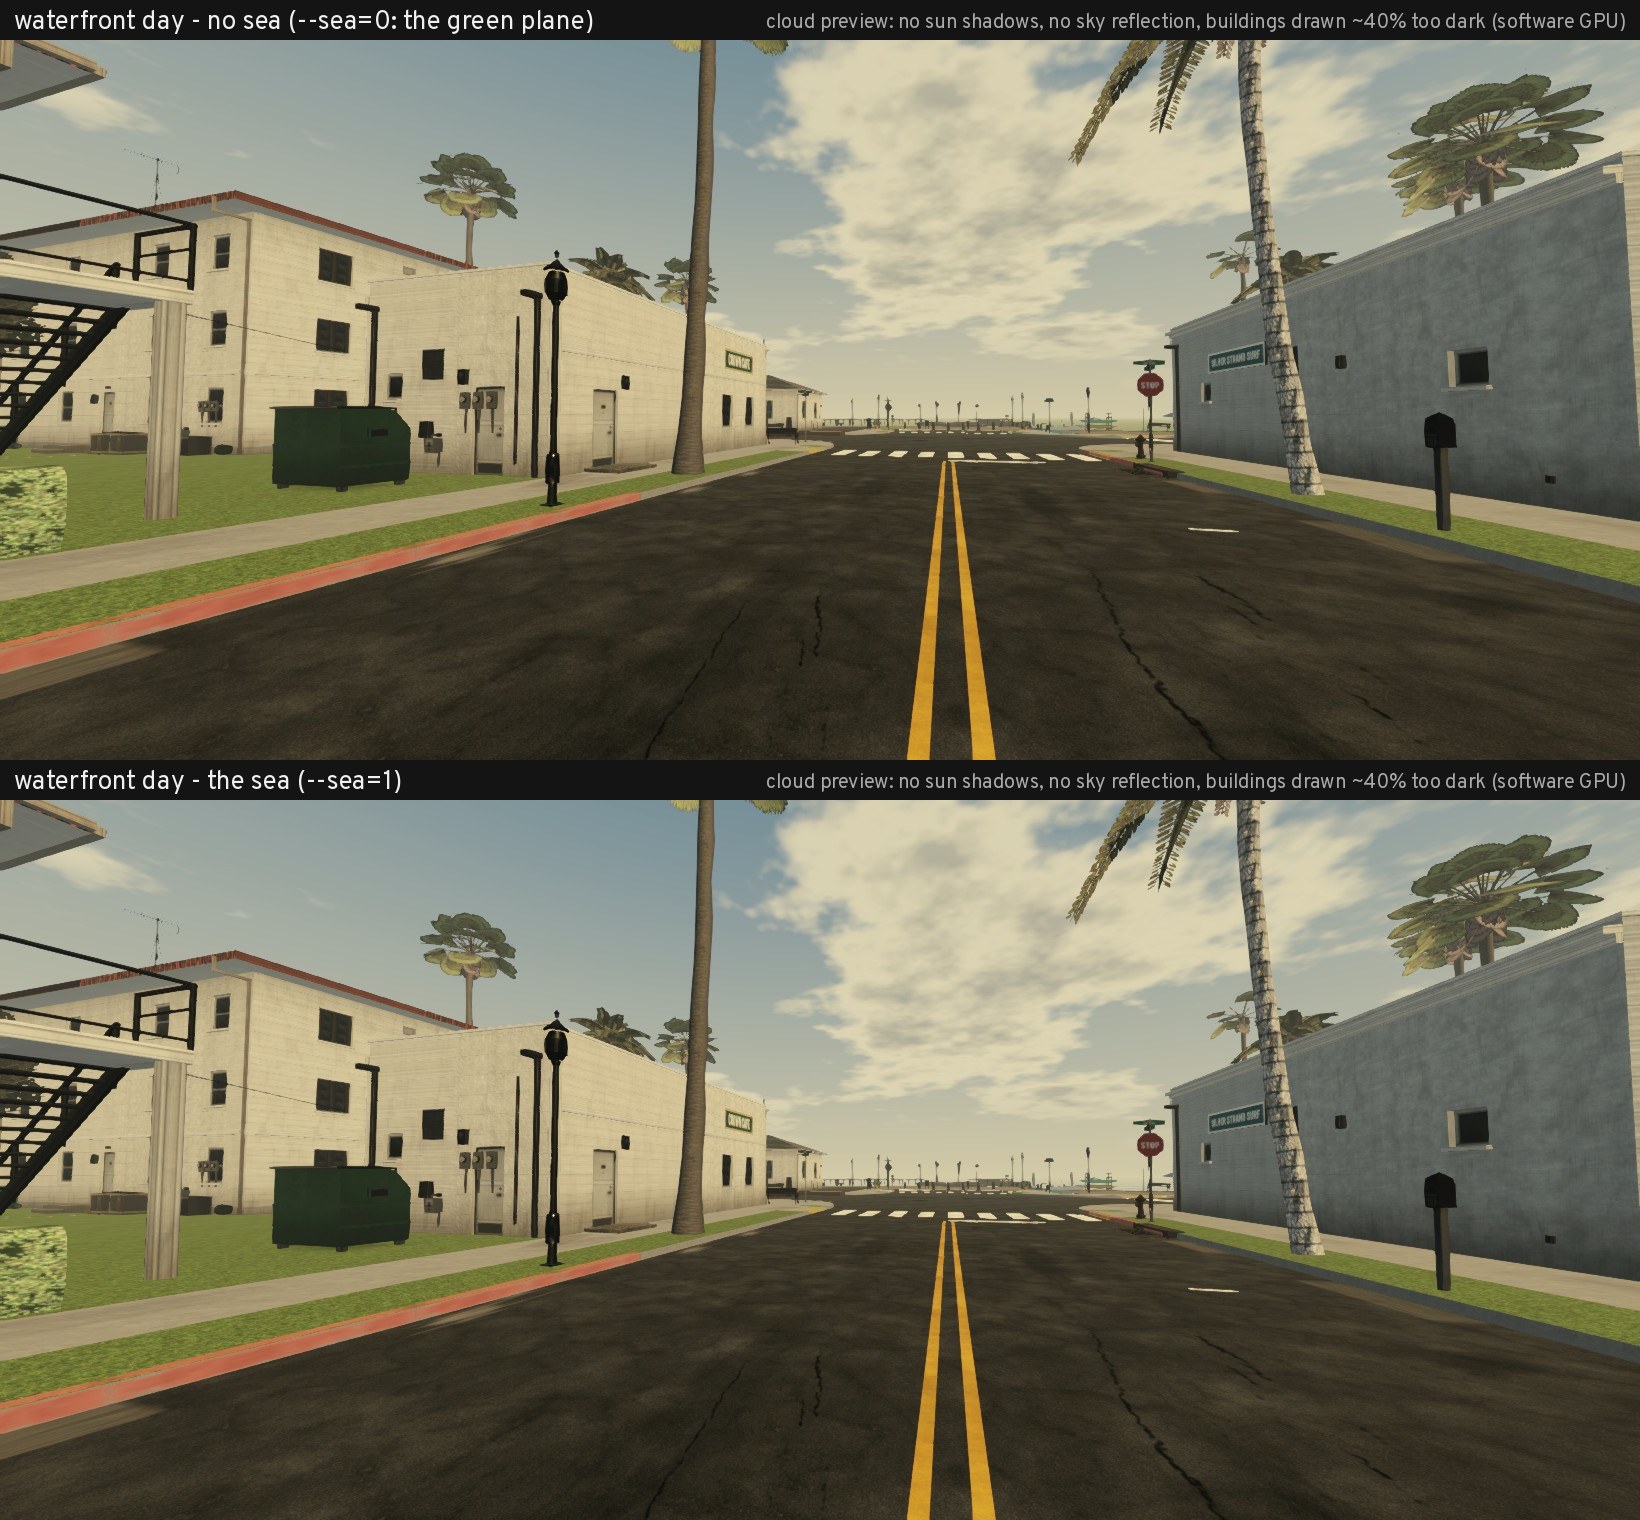 waterfront day - no sea (--sea=0: the green plane)
cloud preview: no sun shadows, no sky reflection, buildings drawn ~40% too dark (software GPU)
STOP
waterfront day - the sea (--sea=1)
cloud preview: no sun shadows, no sky reflection, buildings drawn ~40% too dark (software GPU)
STOP